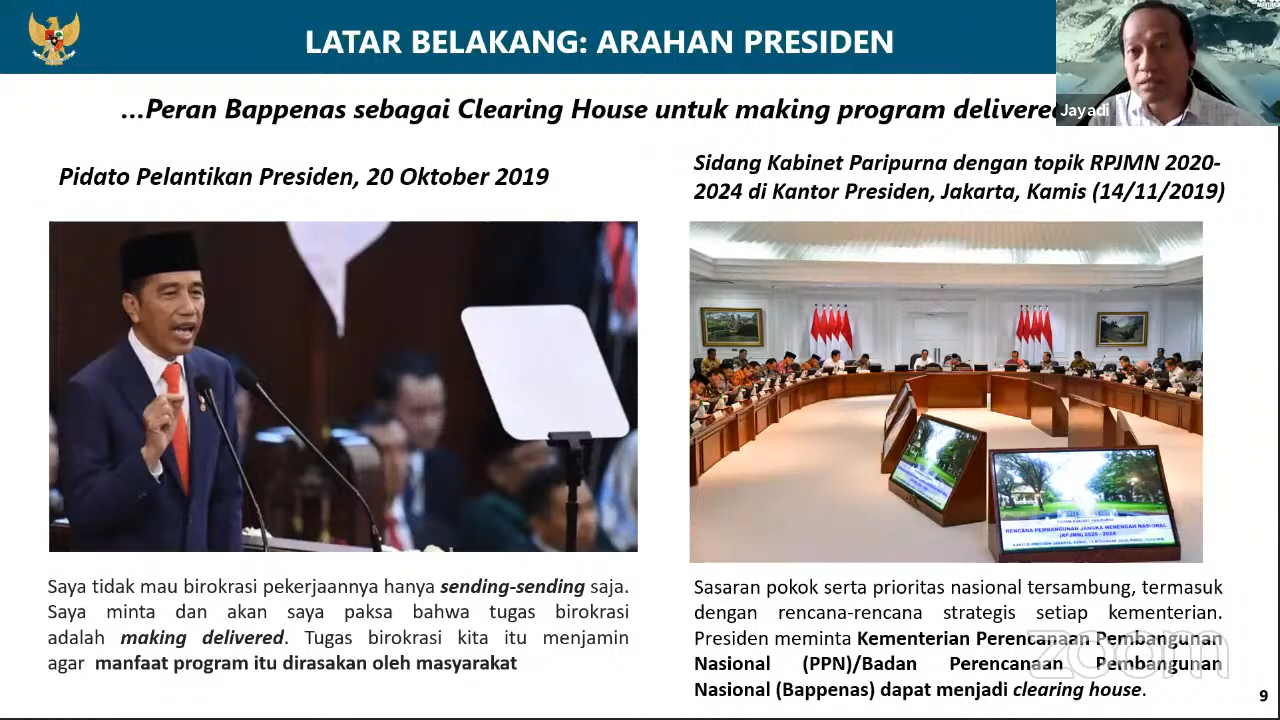 LATAR BELAKANG: ARAHAN PRESIDEN
Jayadi
...Peran Bappenas sebagai Clearing House untuk making program delivered
Pidato Pelantikan Presiden, 20 Oktober 2019
Sidang Kabinet Paripurna dengan topik RPJMN 2020-
2024 di Kantor Presiden, Jakarta, Kamis (14/11/2019)
RENCANA PEMBANGUNAN JANGKA MENENGAH NASIONAL
(RPJMN) 2020 - 2024
Saya tidak mau birokrasi pekerjaannya hanya sending-sending saja.
Saya minta dan akan saya paksa bahwa tugas birokrasi
adalah making delivered. Tugas birokrasi kita itu menjamin
agar manfaat program itu dirasakan oleh masyarakat
Sasaran pokok serta prioritas nasional tersambung, termasuk
dengan rencana-rencana strategis setiap kementerian.
Presiden meminta Kementerian Perencanaan Pembangunan
Nasional (PPN)/Badan Perencanaan Pembangunan
Nasional (Bappenas) dapat menjadi clearing house.
zoom
9